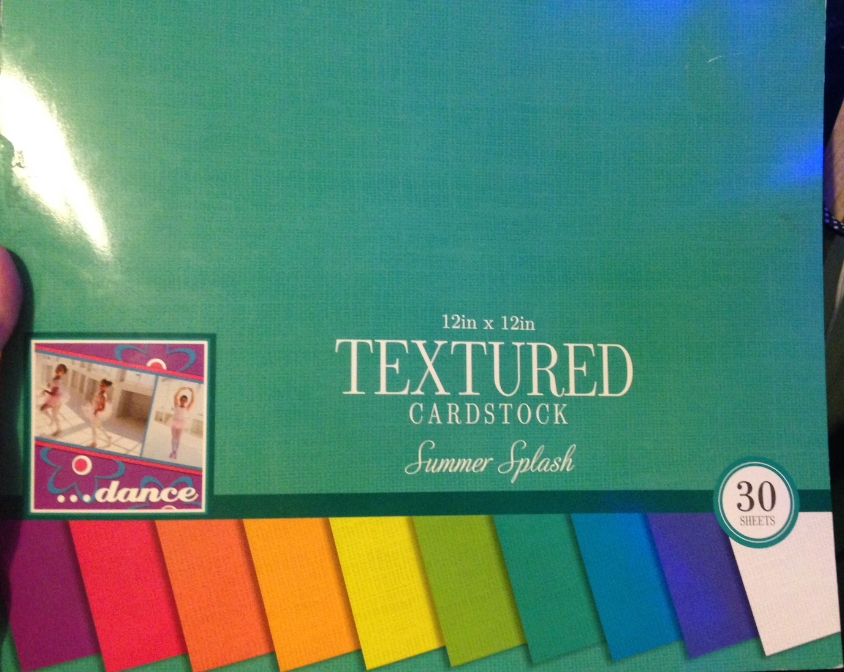 12in x 12in
TEXTURED
CARDSTOCK
Summer Splash
...dance
30
SHEETS